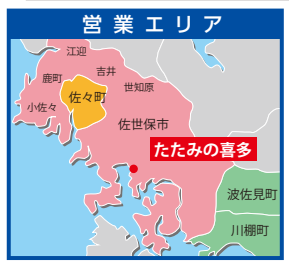 営業エリア
江迎
吉井
鹿町
世知原
佐々町
小佐々
佐世保市
たたみの喜多
波佐見町
川棚町